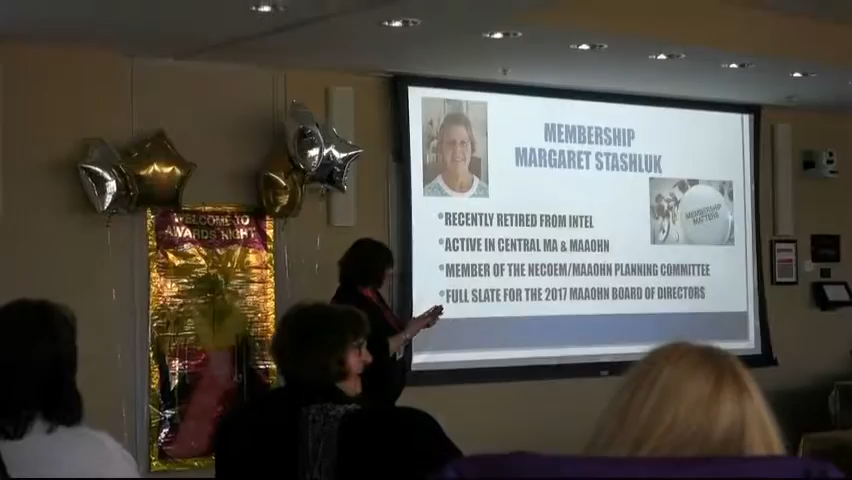 WELCOME TO
AWARDS NIGHT
MEMBERSHIP
MARGARET STASHLUK
MEMBERSHIP
MATTERS
*RECENTLY RETIRED FROM INTEL
*ACTIVE IN CENTRAL MA & MAAOHN
*MEMBER OF THE NECOEM/MAAOHN PLANNING COMMITTEE
*FULL SLATE FOR THE 2017 MAAOHN BOARD OF DIRECTORS